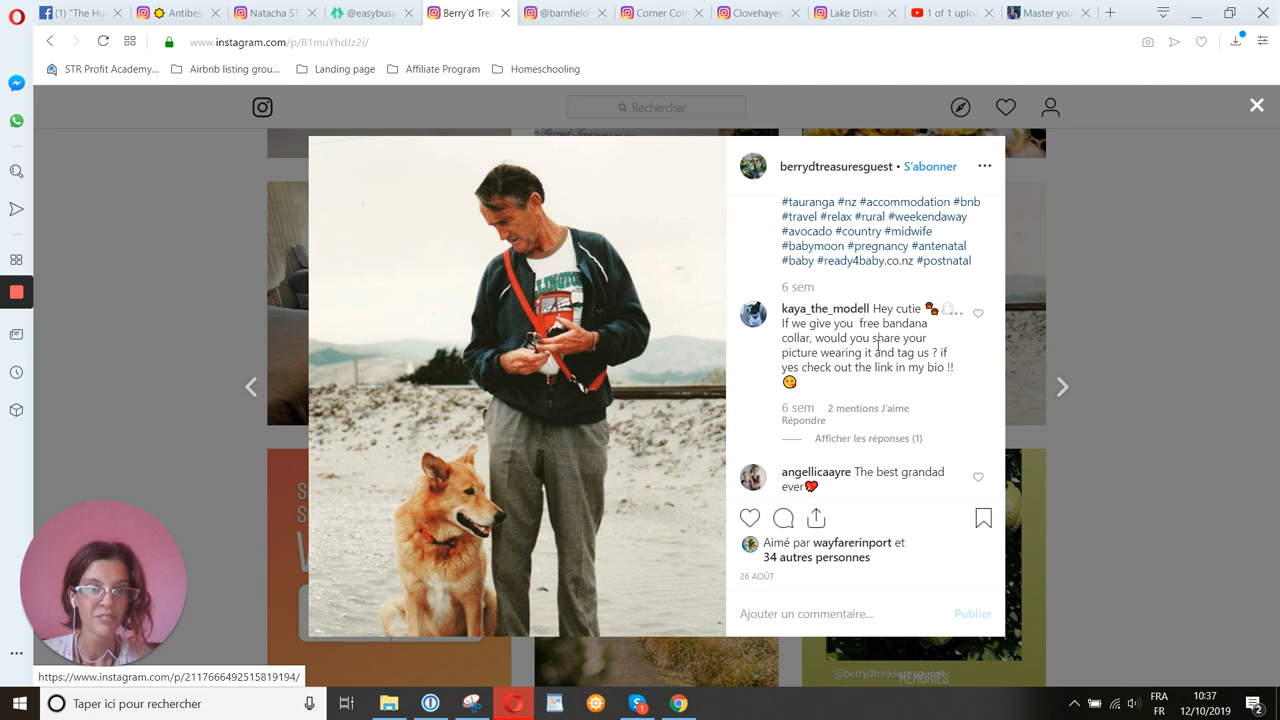 (1) "The Hu
Antibes
Natacha ST
@easybusy
Berry'd Trea
@barnfield
Corner Cott
Clovehayes
Lake District
1 of 1 uploa
Master your
www.instagram.com/p/B1muYhdJz2i/
STR Profit Academy...
Airbnb listing grou...
Landing page
Affiliate Program
Homeschooling
Rechercher
berrydtreasuresguest • S'abonner
#tauranga #nz #accommodation #bnb
#travel #relax #rural #weekendaway
#avocado #country #midwife
#babymoon #pregnancy #antenatal
#baby #ready4baby.co.nz #postnatal
6 sem
kaya_the_modell Hey cutie
If we give you free bandana
collar, would you share your
picture wearing it and tag us ? if
yes check out the link in my bio !!
6 sem 2 mentions J'aime
Répondre
Afficher les réponses (1)
angellicaayre The best grandad
ever
Aimé par wayfarerinport et
34 autres personnes
26 AOÛT
Ajouter un commentaire... Publier
@berrydtreasuresguest
MEMORIES
https://www.instagram.com/p/2117666492515819194/
Taper ici pour rechercher
FRA 10:37
FR 12/10/2019